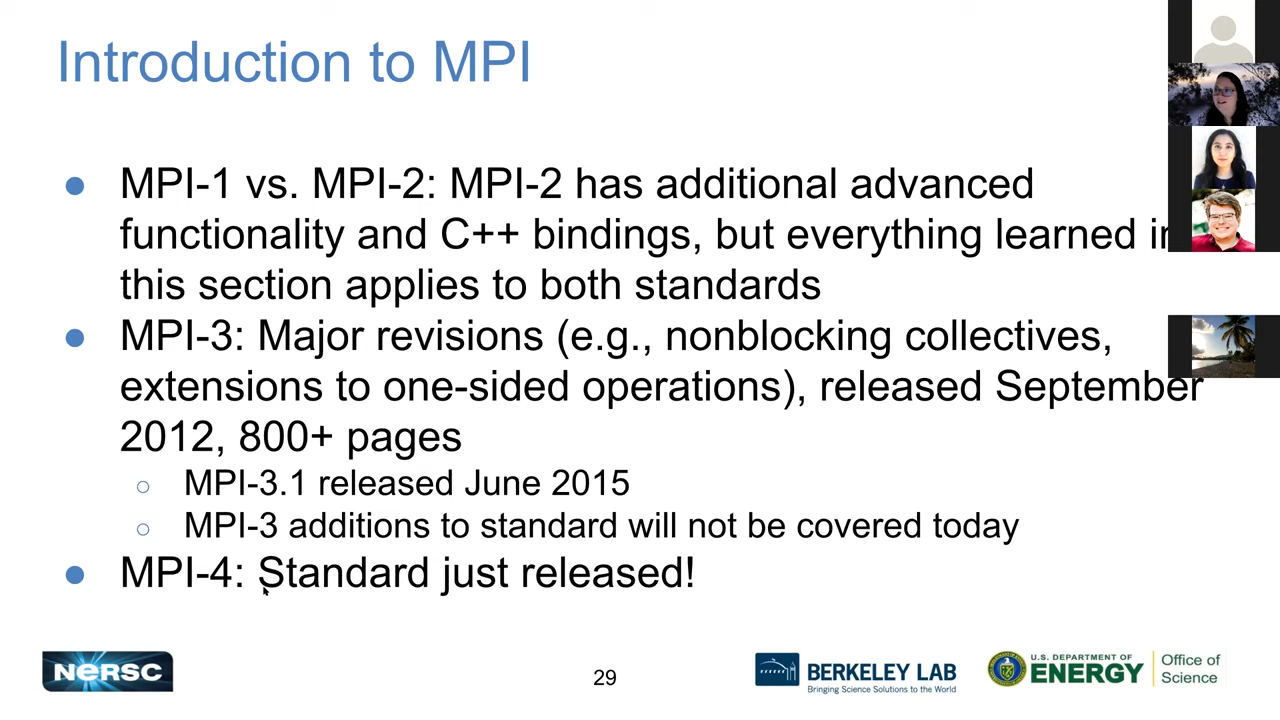 Introduction to MPI
● MPI-1 vs. MPI-2: MPI-2 has additional advanced
functionality and C++ bindings, but everything learned in
this section applies to both standards
● MPI-3: Major revisions (e.g., nonblocking collectives,
extensions to one-sided operations), released September
2012, 800+ pages
○ MPI-3.1 released June 2015
○ MPI-3 additions to standard will not be covered today
● MPI-4: Standard just released!
NERSC
29
BERKELEY LAB
Bringing Science Solutions to the World
U.S. DEPARTMENT OF
ENERGY
Office of
Science